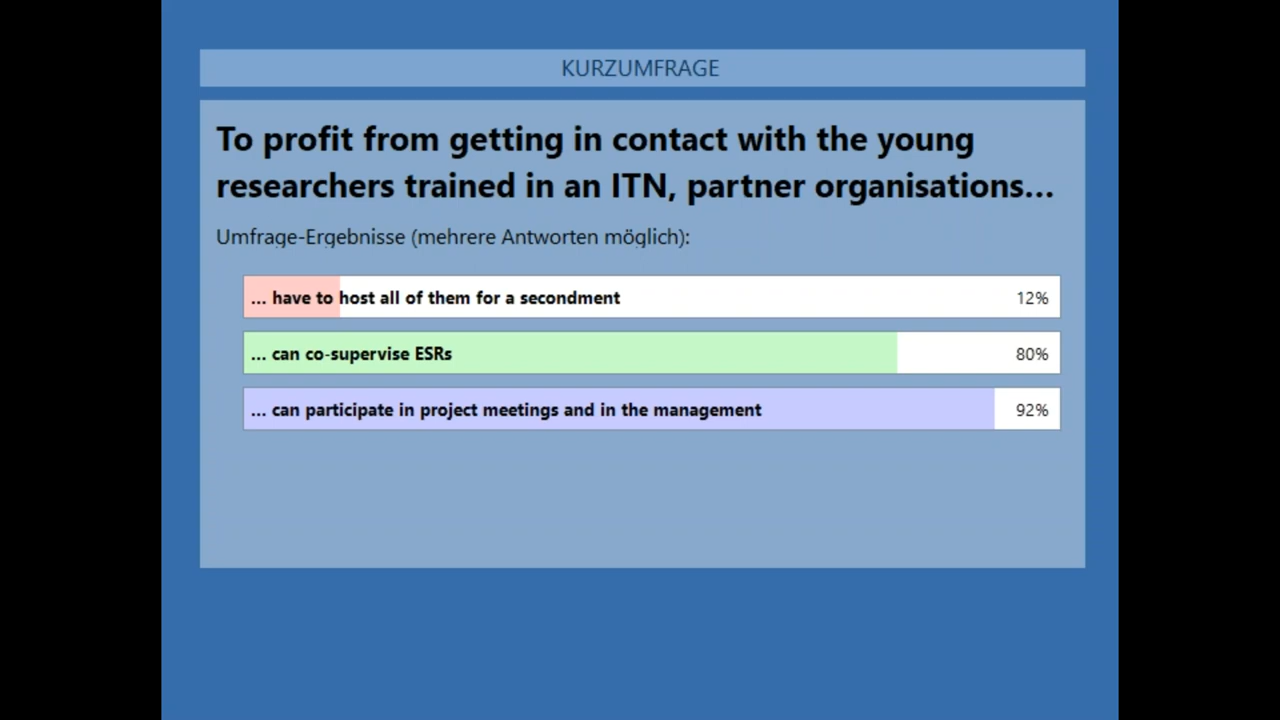 KURZUMFRAGE
To profit from getting in contact with the young
researchers trained in an ITN, partner organisations...
Umfrage-Ergebnisse (mehrere Antworten möglich):
... have to host all of them for a secondment 12%
... can co-supervise ESRs 80%
... can participate in project meetings and in the management 92%